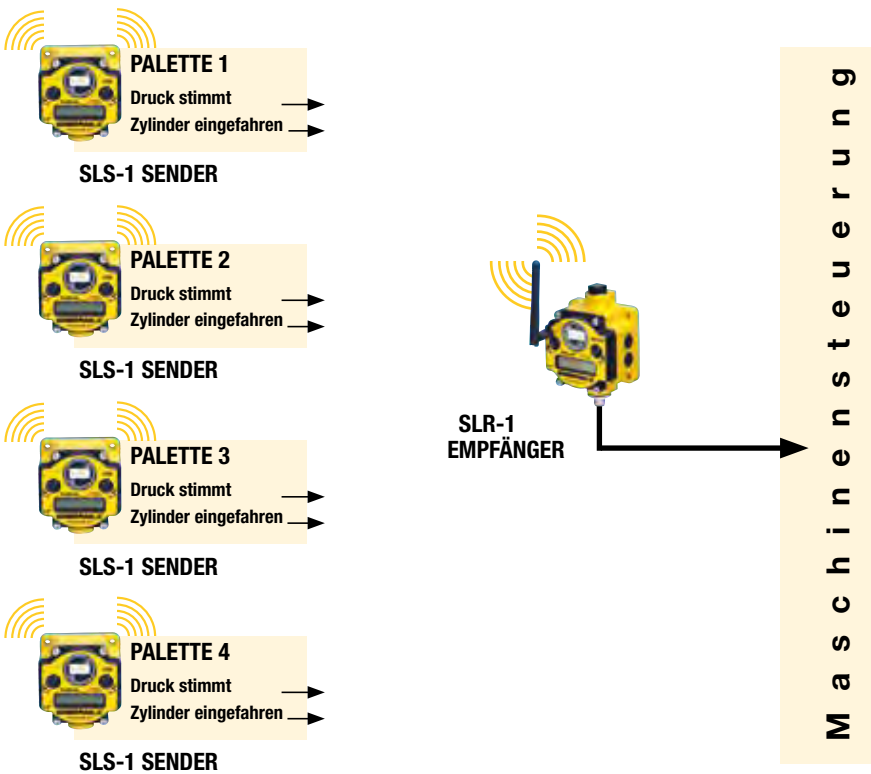 PALETTE 1
Druck stimmt
Zylinder eingefahren
SLS-1 SENDER
PALETTE 2
Druck stimmt
Zylinder eingefahren
SLS-1 SENDER
PALETTE 3
Druck stimmt
Zylinder eingefahren
SLS-1 SENDER
PALETTE 4
Druck stimmt
Zylinder eingefahren
SLS-1 SENDER
SLR-1
EMPFÄNGER
Maschinensteuerung